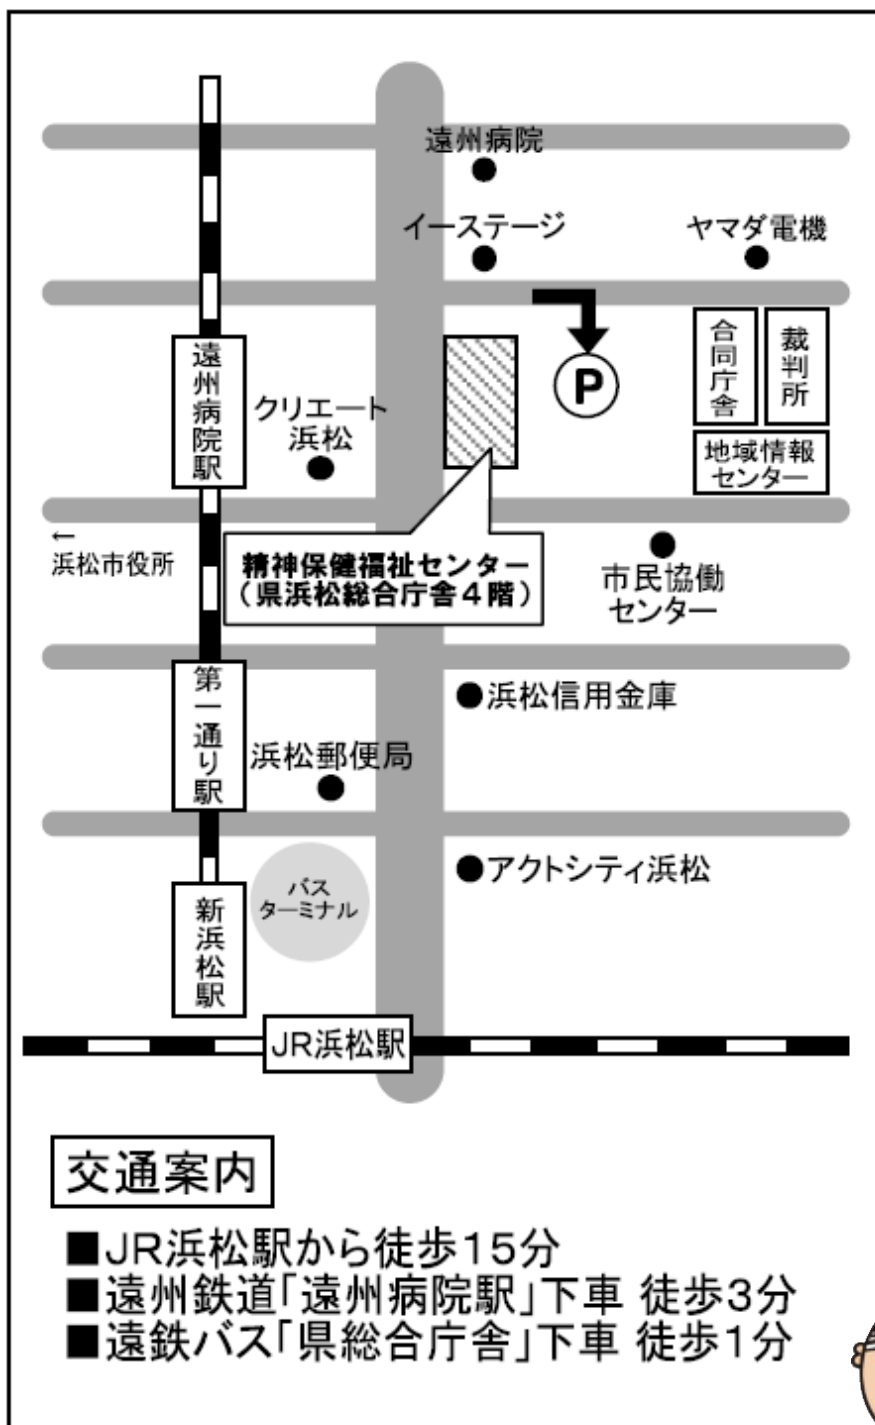 遠州病院
イーステージ
ヤマダ電機
合同庁舎
裁判所
遠州病院駅
P
クリエート
浜松
地域情報
センター
←
浜松市役所
精神保健福祉センター
（県浜松総合庁舎４階）
市民協働
センター
第一通り駅
浜松信用金庫
浜松郵便局
アクトシティ浜松
バス
ターミナル
新浜松駅
JR浜松駅
交通案内
■JR浜松駅から徒歩15分
■遠州鉄道「遠州病院駅」下車 徒歩3分
■遠鉄バス「県総合庁舎」下車 徒歩1分